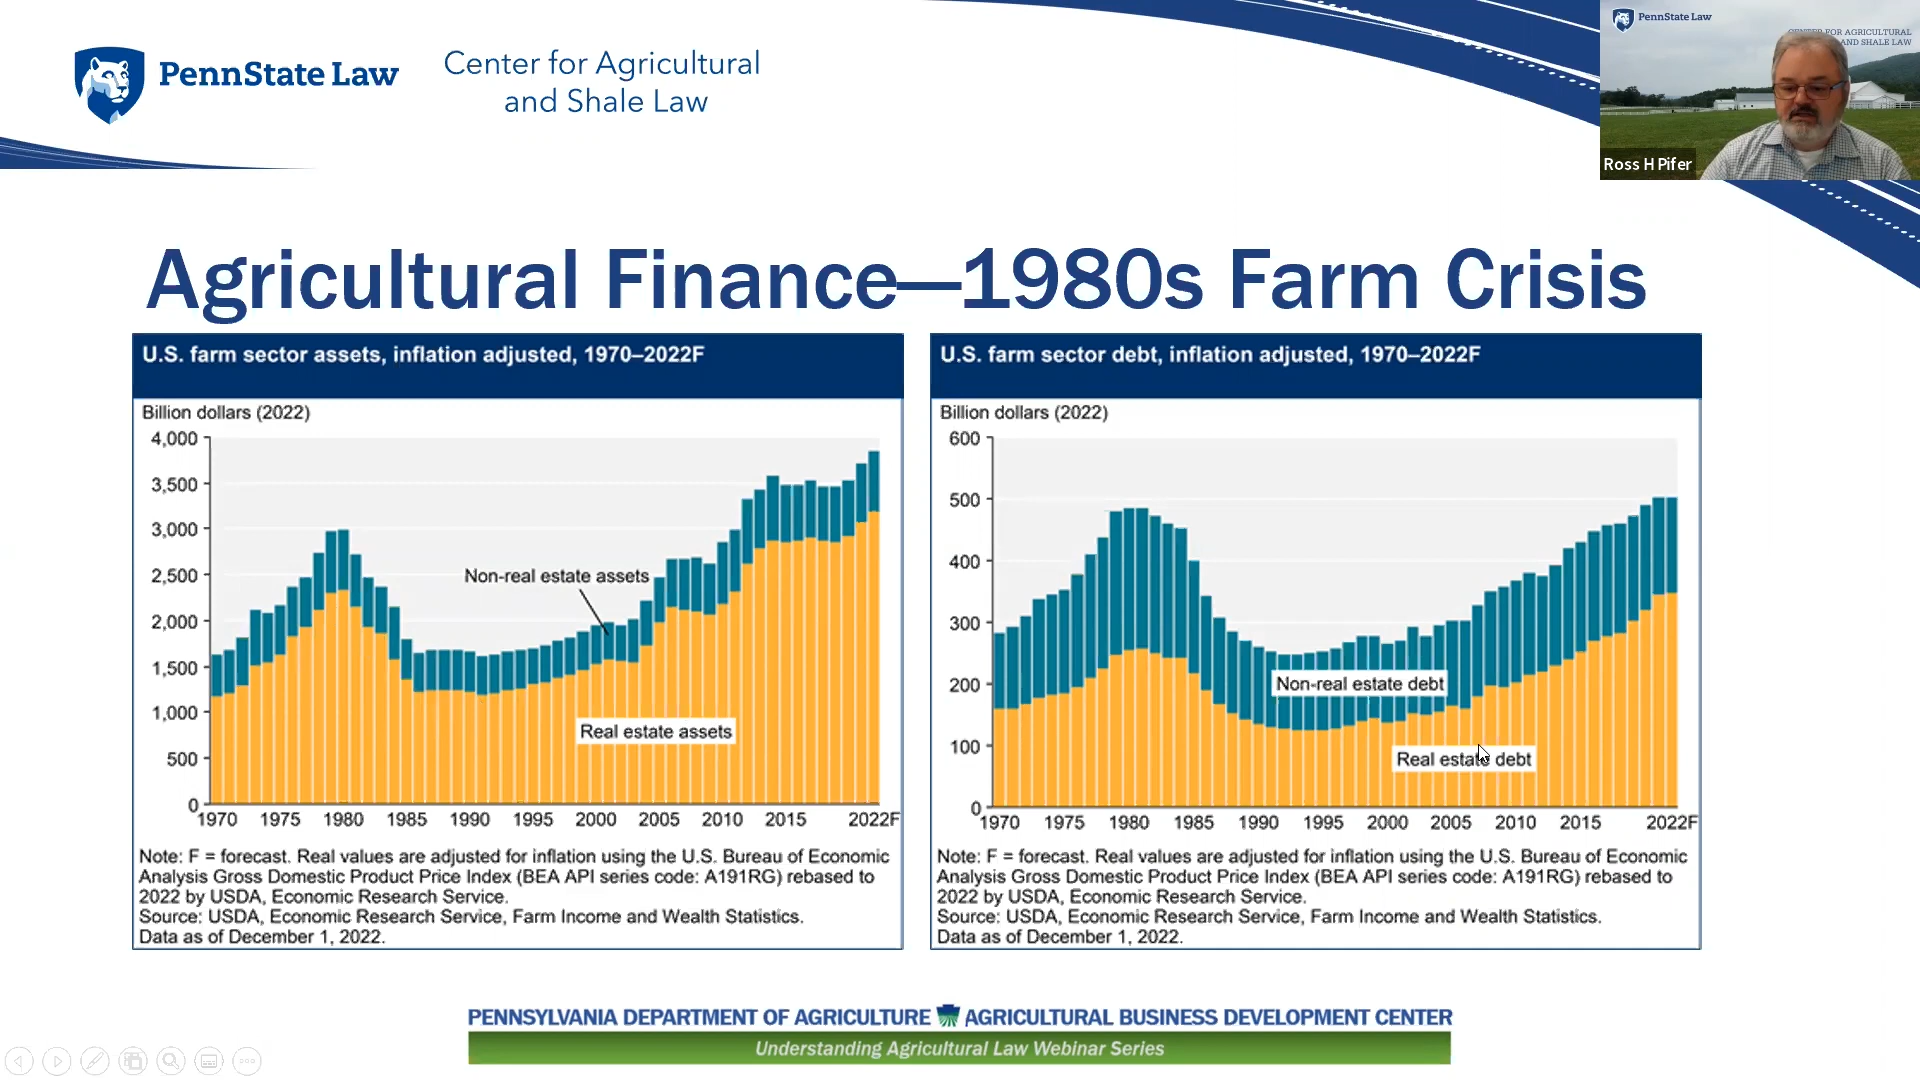 PennState Law
Center for Agricultural
and Shale Law
PennState Law
CENTER FOR AGRICULTURAL
AND SHALE LAW
Ross H Pifer
Agricultural Finance—1980s Farm Crisis
U.S. farm sector assets, inflation adjusted, 1970–2022F
Billion dollars (2022)
4,000
3,500
3,000
2,500
2,000
1,500
1,000
500
0
Non-real estate assets
Real estate assets
1970 1975 1980 1985 1990 1995 2000 2005 2010 2015 2022F
Note: F = forecast. Real values are adjusted for inflation using the U.S. Bureau of Economic
Analysis Gross Domestic Product Price Index (BEA API series code: A191RG) rebased to
2022 by USDA, Economic Research Service.
Source: USDA, Economic Research Service, Farm Income and Wealth Statistics.
Data as of December 1, 2022.
U.S. farm sector debt, inflation adjusted, 1970–2022F
Billion dollars (2022)
600
500
400
300
200
100
0
Non-real estate debt
Real estate debt
1970 1975 1980 1985 1990 1995 2000 2005 2010 2015 2022F
Note: F = forecast. Real values are adjusted for inflation using the U.S. Bureau of Economic
Analysis Gross Domestic Product Price Index (BEA API series code: A191RG) rebased to
2022 by USDA, Economic Research Service.
Source: USDA, Economic Research Service, Farm Income and Wealth Statistics.
Data as of December 1, 2022.
PENNSYLVANIA DEPARTMENT OF AGRICULTURE AGRICULTURAL BUSINESS DEVELOPMENT CENTER
Understanding Agricultural Law Webinar Series